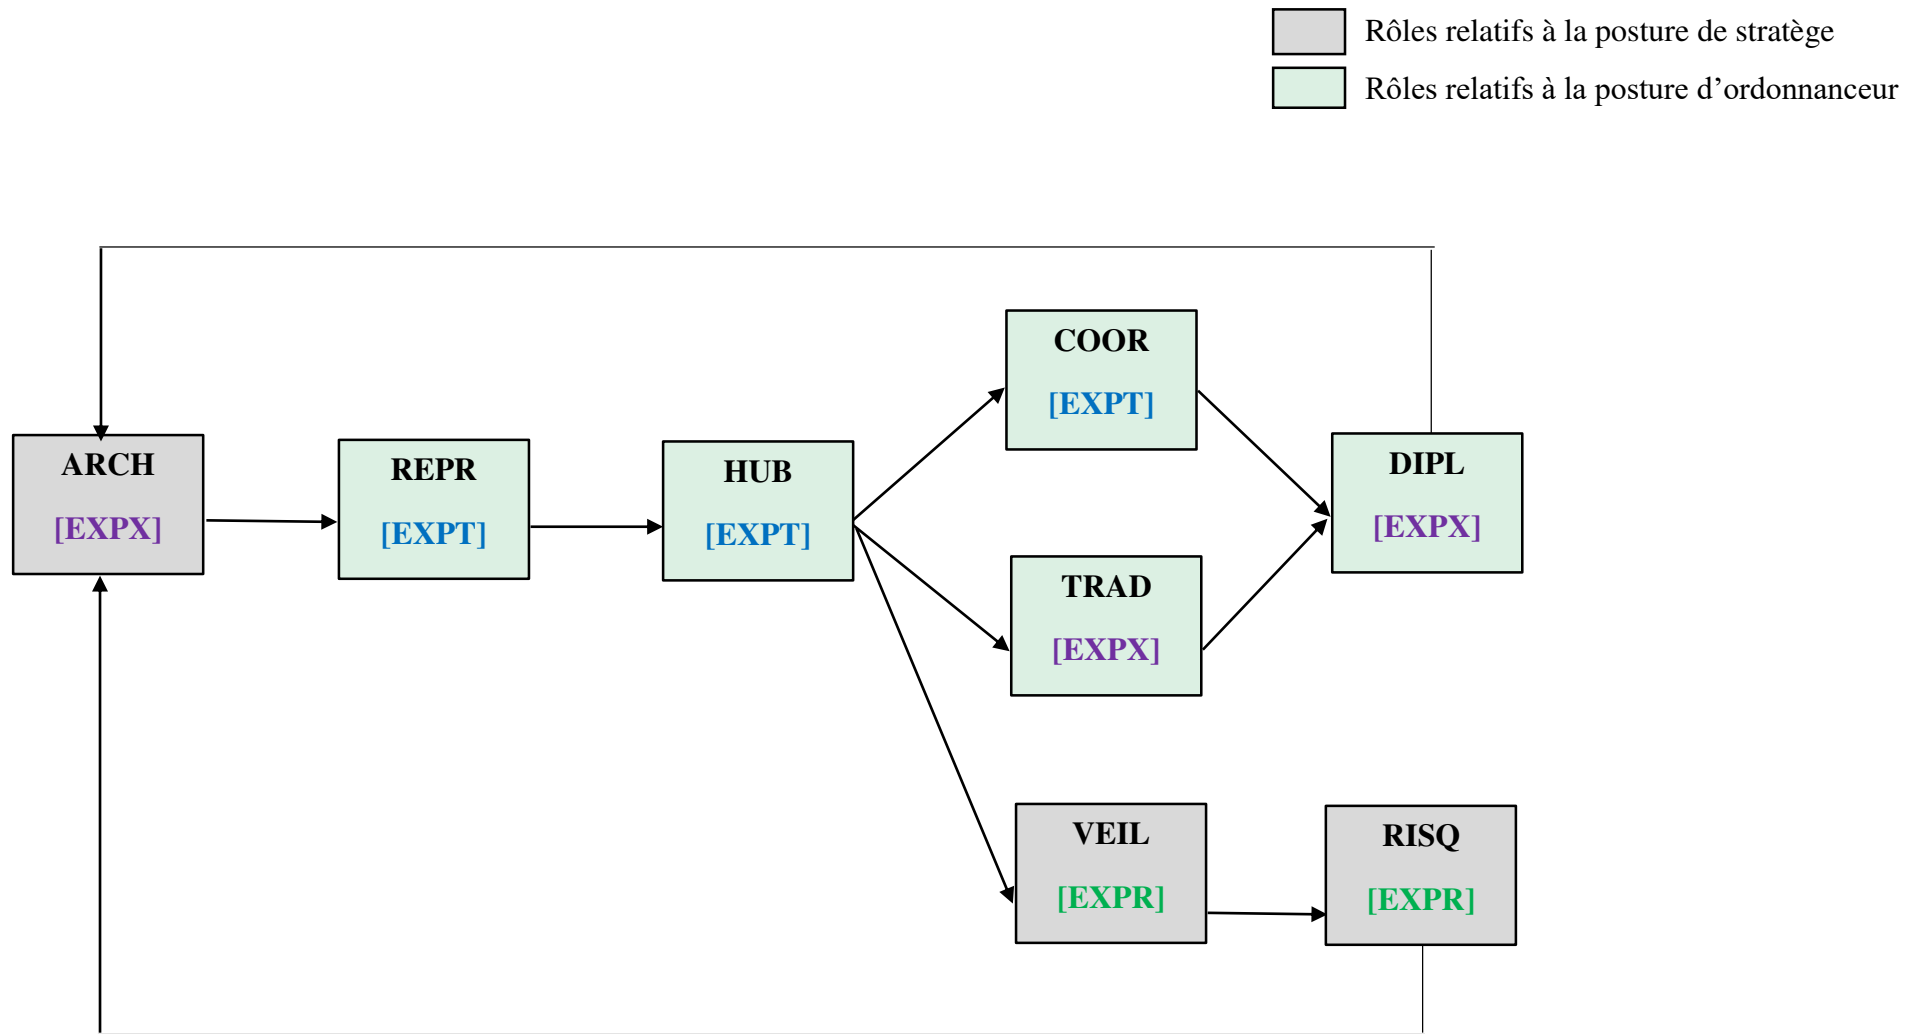 Rôles relatifs à la posture de stratège
Rôles relatifs à la posture d’ordonnanceur
COOR
[EXPT]
ARCH
[EXPX]
REPR
[EXPT]
HUB
[EXPT]
DIPL
[EXPX]
TRAD
[EXPX]
VEIL
[EXPR]
RISQ
[EXPR]